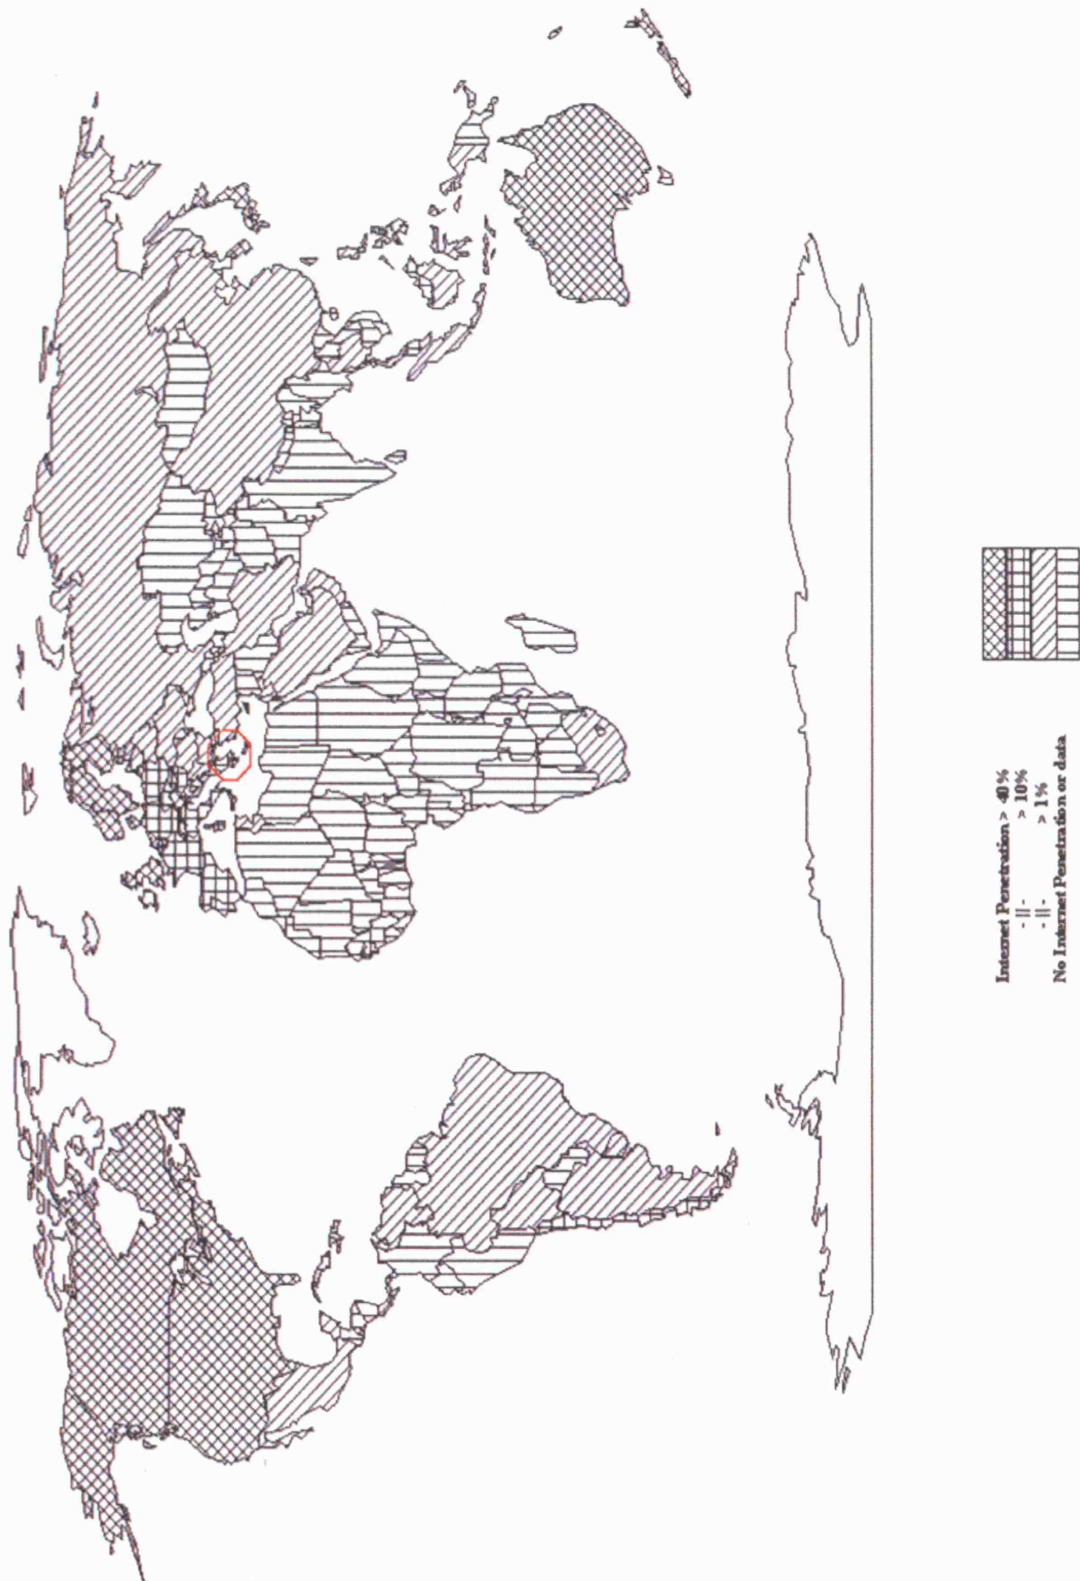 Internet Penetration > 40%
- || - > 10%
- || - > 1%
No Internet Penetration or data